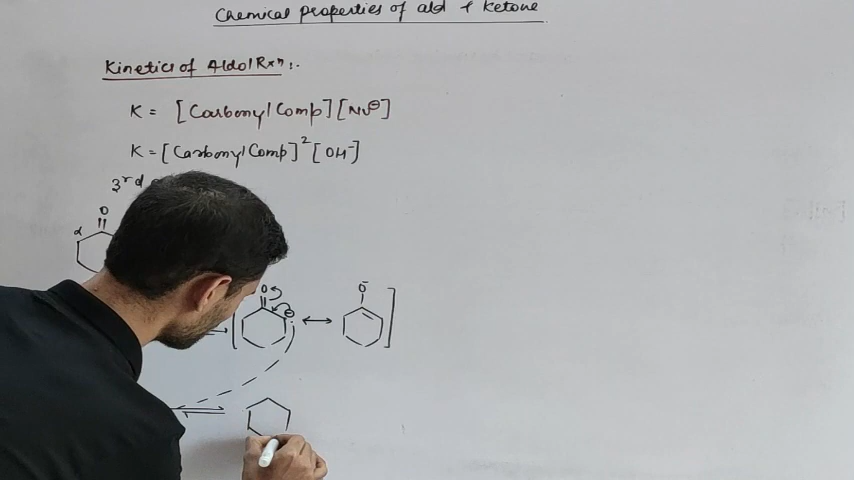 Chemical properties of ald & Ketone
Kinetics of Aldol Rxn:.
K = [Carbonyl Comp] [Nu⊖]
K = [Carbonyl Comp]² [OH⁻]
3rd
O
α
O
⊖
O⁻